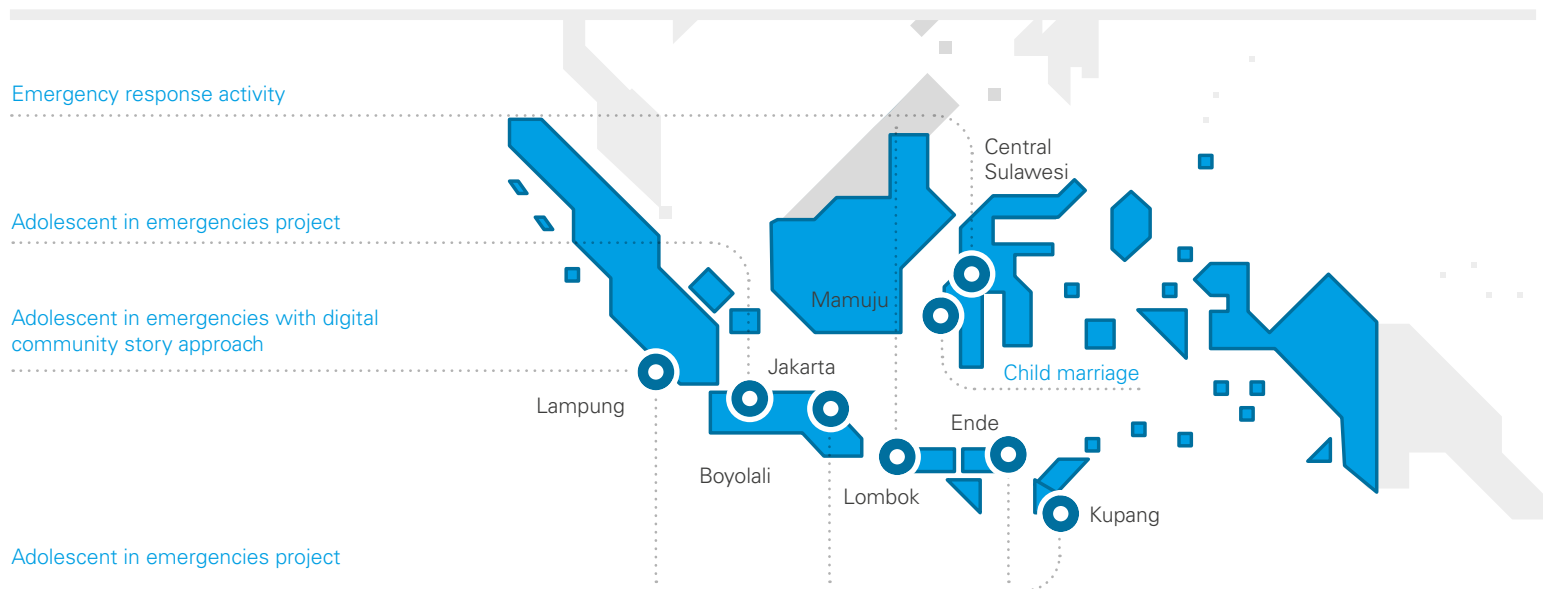 Emergency response activity
Central
Sulawesi
Adolescent in emergencies project
Mamuju
Adolescent in emergencies with digital
community story approach
Jakarta
Child marriage
Lampung
Ende
Boyolali
Lombok
Kupang
Adolescent in emergencies project